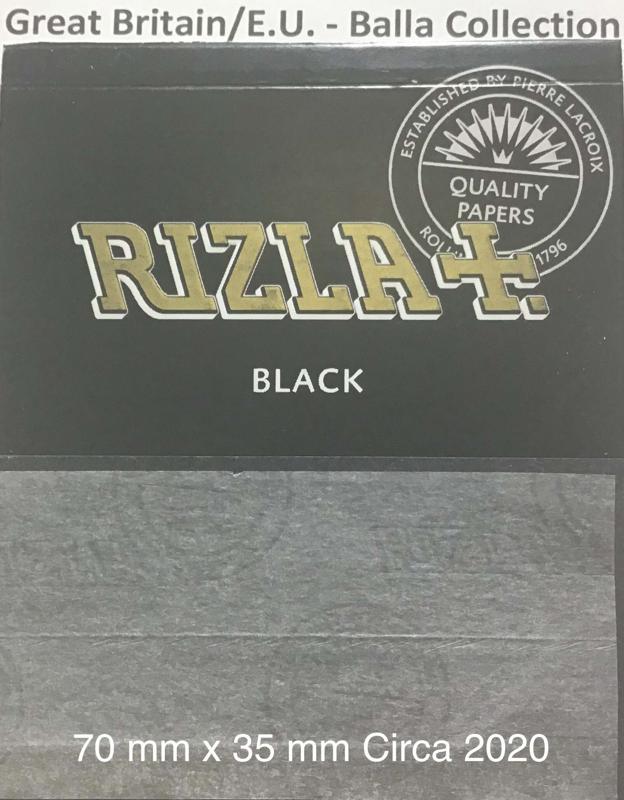 Great Britain/E.U. - Balla Collection
ESTABLISHED BY PIERRE LACROIX
QUALITY
PAPERS
1796
RIZLA+.
BLACK
70 mm x 35 mm Circa 2020